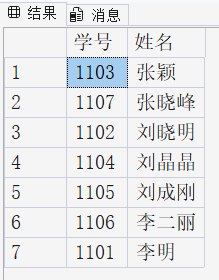 结果 消息
学号 姓名
1 1103 张颖
2 1107 张晓峰
3 1102 刘晓明
4 1104 刘晶晶
5 1105 刘成刚
6 1106 李二丽
7 1101 李明